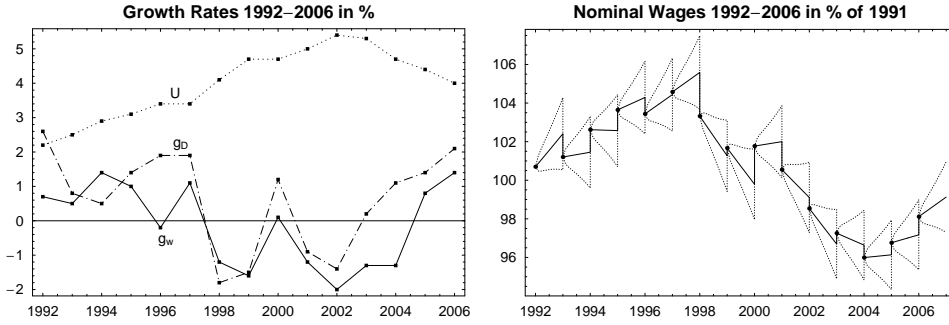 Growth Rates 1992−2006 in %
5
4
3
2
1
0
−1
−2
U
g_D
g_w
1992 1994 1996 1998 2000 2002 2004 2006
Nominal Wages 1992−2006 in % of 1991
106
104
102
100
98
96
1992 1994 1996 1998 2000 2002 2004 2006